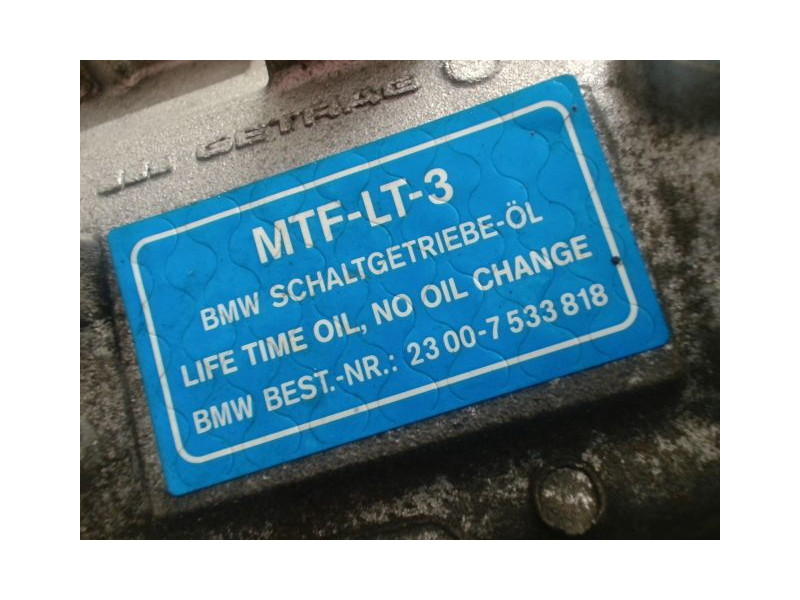 GETRAG
MTF-LT-3
BMW SCHALTGETRIEBE-ÖL
LIFE TIME OIL, NO OIL CHANGE
BMW BEST.-NR.: 23 00-7 533 818